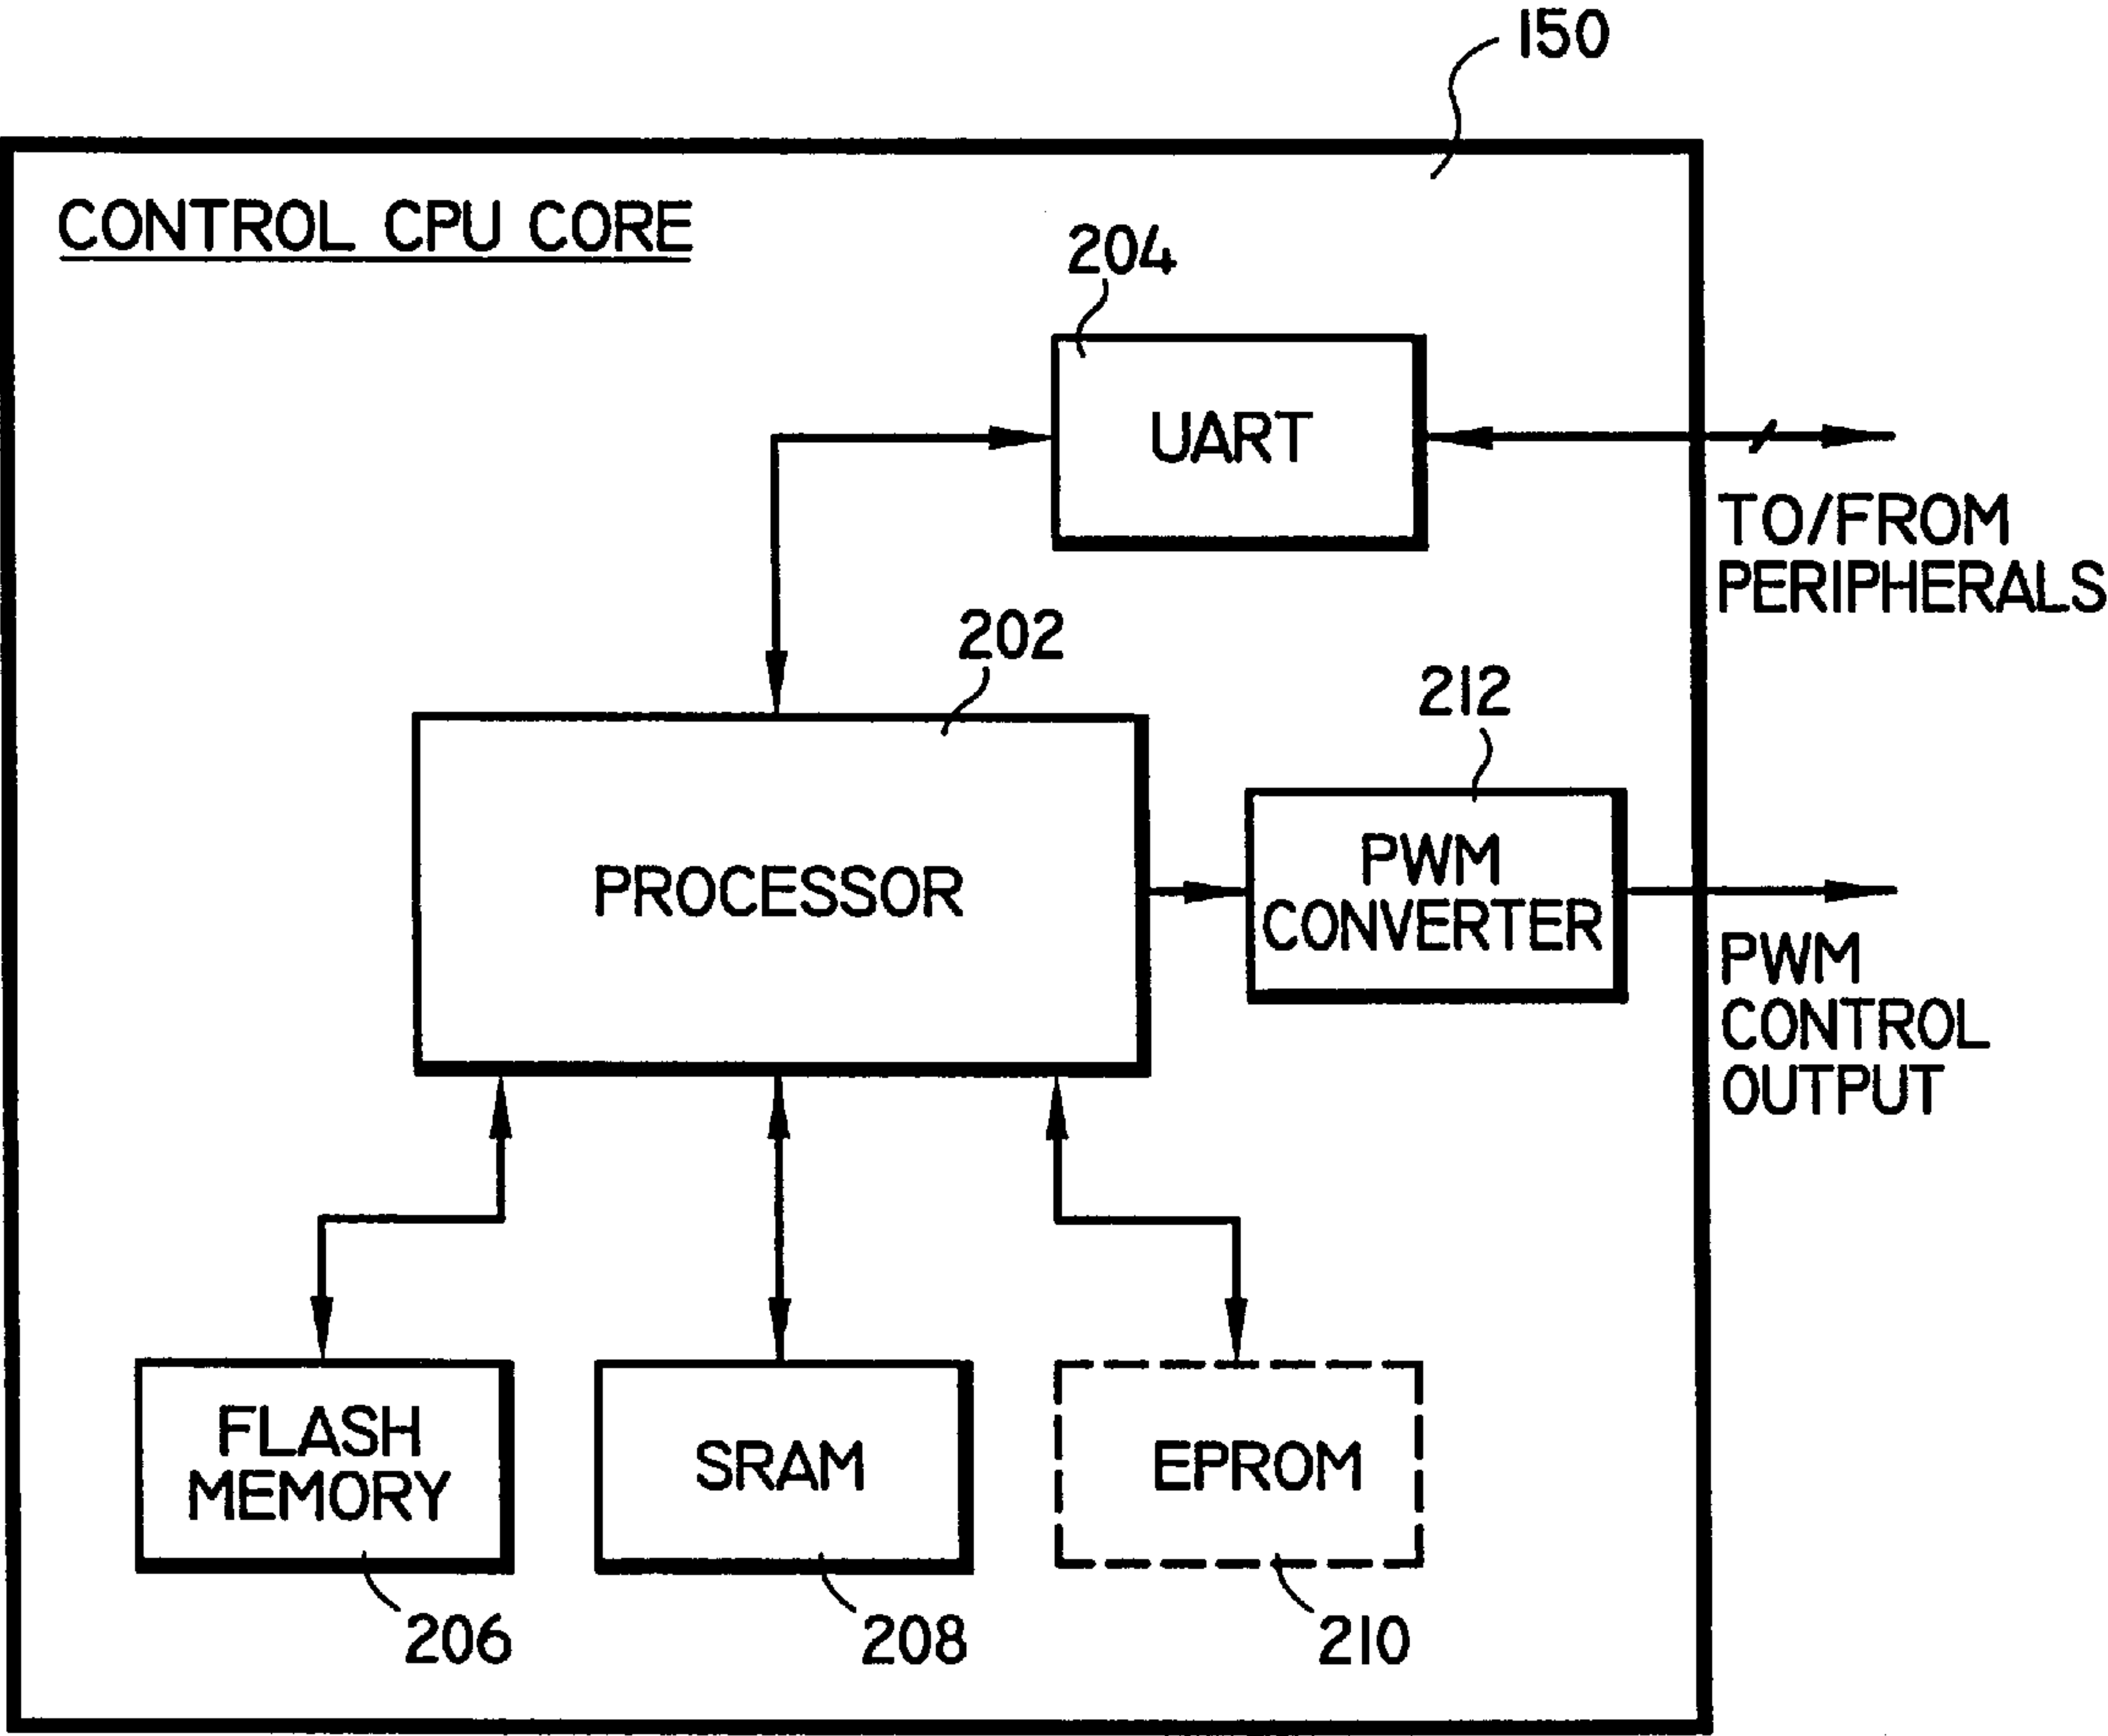 150
CONTROL CPU CORE
204
UART
TO/FROM
PERIPHERALS
202
212
PROCESSOR
PWM
CONVERTER
PWM
CONTROL
OUTPUT
FLASH
MEMORY
SRAM
EPROM
206
208
210